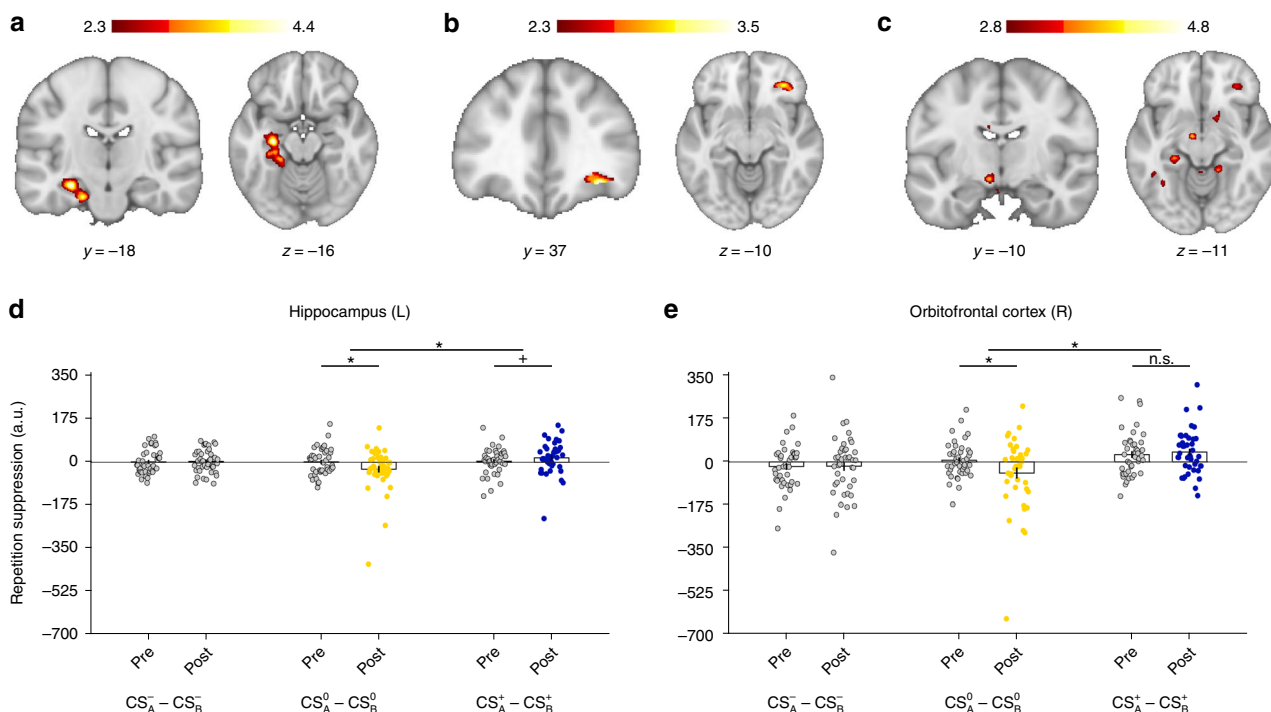 a 2.3 4.4 b 2.3 3.5 c 2.8 4.8
y = –18 z = –16 y = 37 z = –10 y = –10 z = –11
d Hippocampus (L)
Repetition suppression (a.u.)
350
175
0
–175
–350
–525
–700
* * +
Pre Post Pre Post Pre Post
CS⁻A – CS⁻B CS⁰A – CS⁰B CS⁺A – CS⁺B
e Orbitofrontal cortex (R)
350
175
0
–175
–350
–525
–700
* * n.s.
Pre Post Pre Post Pre Post
CS⁻A – CS⁻B CS⁰A – CS⁰B CS⁺A – CS⁺B